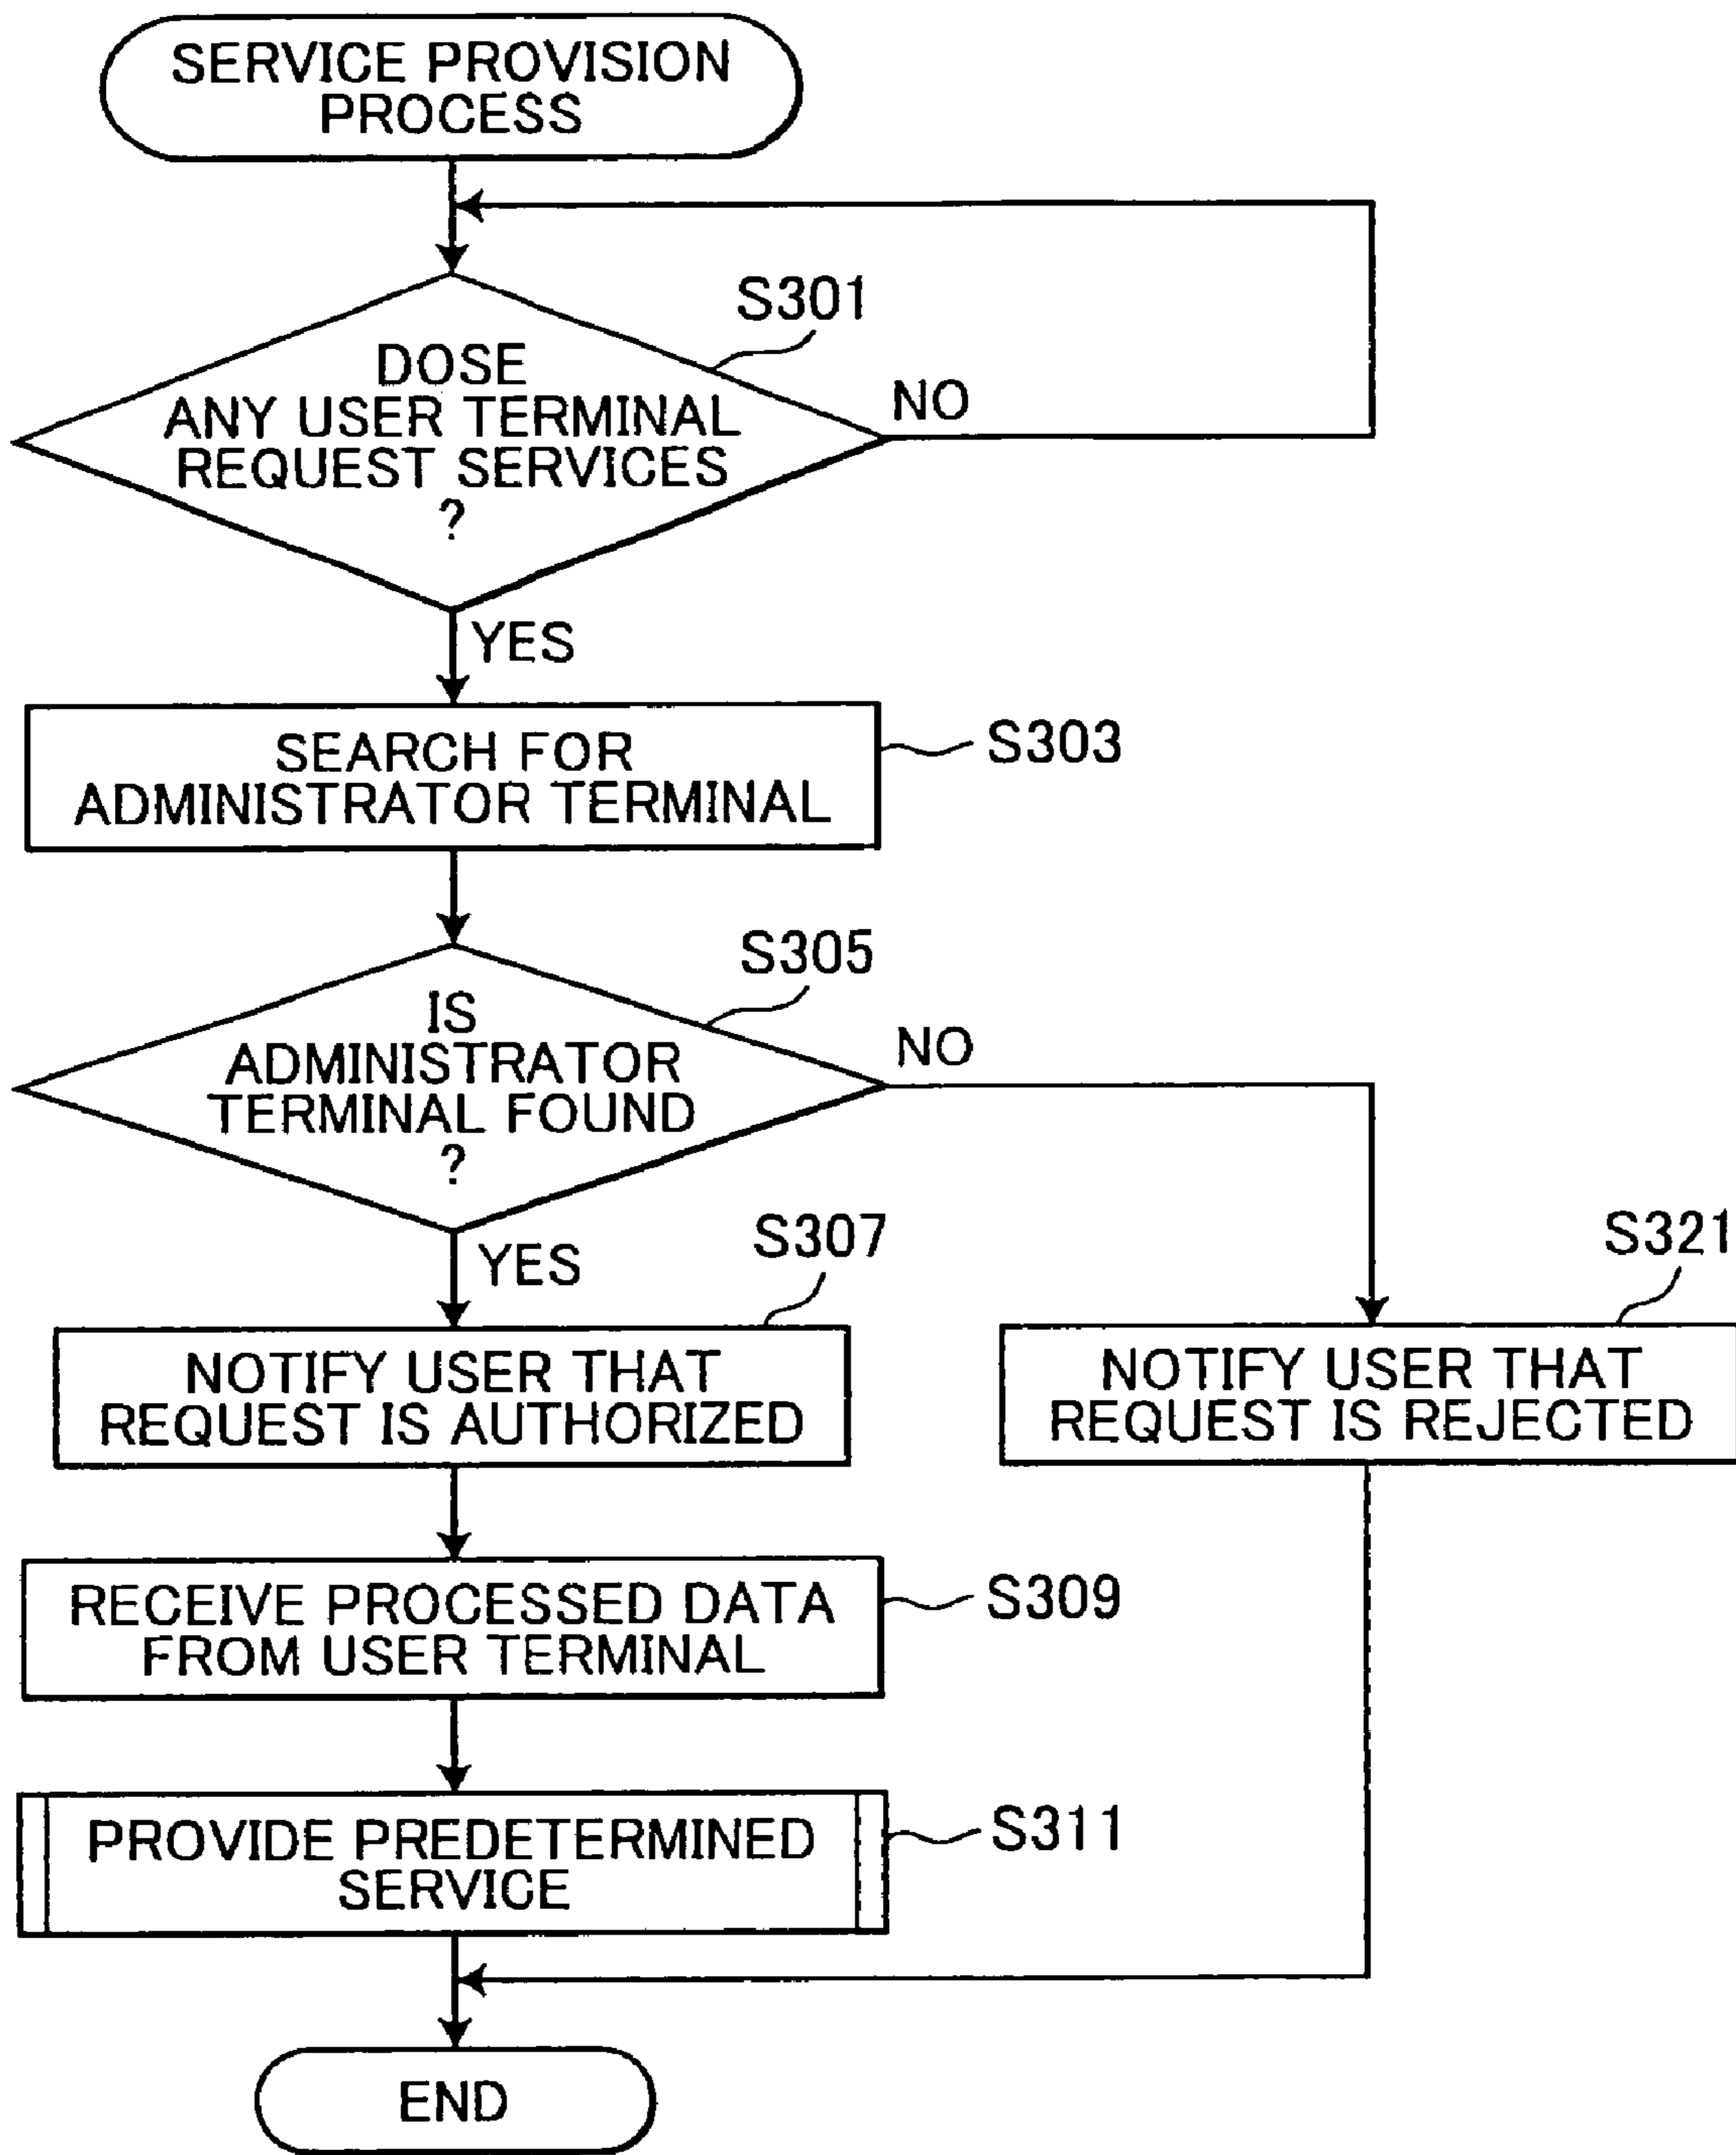 SERVICE PROVISION
PROCESS
S301
DOSE
ANY USER TERMINAL
REQUEST SERVICES
?
NO
YES
SEARCH FOR
ADMINISTRATOR TERMINAL
S303
S305
IS
ADMINISTRATOR
TERMINAL FOUND
?
NO
YES
S307
S321
NOTIFY USER THAT
REQUEST IS AUTHORIZED
NOTIFY USER THAT
REQUEST IS REJECTED
RECEIVE PROCESSED DATA
FROM USER TERMINAL
S309
PROVIDE PREDETERMINED
SERVICE
S311
END